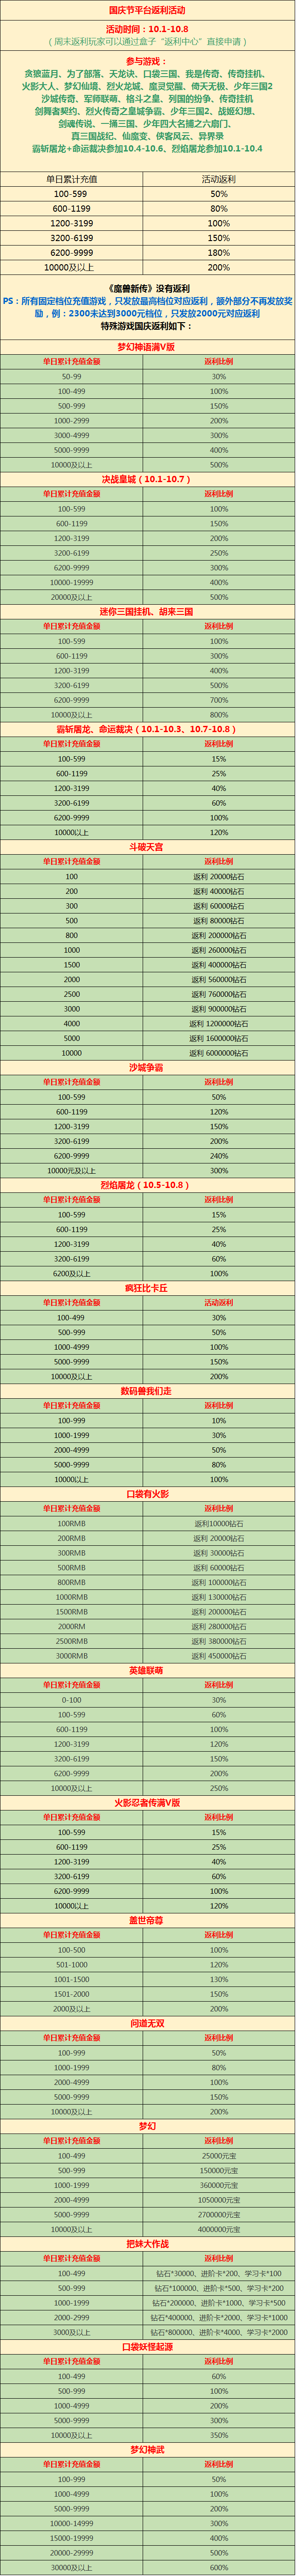 国庆节平台返利活动
活动时间：10.1-10.8
（周末返利玩家可以通过盒子“返利中心”直接申请）
参与游戏：
贪狼蓝月、为了部落、天龙诀、口袋三国、我是传奇、传奇挂机、
火影大人、梦幻仙境、烈火龙城、魔灵觉醒、倚天无极、少年三国2
沙城传奇、军师联萌、格斗之皇、列国的纷争、传奇挂机
剑舞者契约、烈火传奇之皇城争霸、少年三国2、战姬幻想、
剑魂传说、一搏三国、少年四大名捕之六扇门、
真三国战纪、仙魔变、侠客风云、异界录
霸斩屠龙+命运裁决参加10.4-10.6、烈焰屠龙参加10.1-10.4
单日累计充值 活动返利
100-599 50%
600-1199 80%
1200-3199 100%
3200-6199 150%
6200-9999 180%
10000及以上 200%
《魔兽新传》没有返利
PS：所有固定档位充值游戏，只发放最高档位对应返利，额外部分不再发放奖
励，例：2300未达到3000元档位，只发放2000元对应返利
特殊游戏国庆返利如下：
梦幻神语满V版
单日累计充值金额 返利比例
50-99 30%
100-499 100%
500-999 150%
1000-2999 200%
3000-4999 300%
5000-9999 400%
10000及以上 500%
决战皇城（10.1-10.7）
单日累计充值金额 返利比例
100-599 100%
600-1199 150%
1200-3199 200%
3200-6199 250%
6200-9999 300%
10000-19999 400%
20000及以上 500%
迷你三国挂机、胡来三国
单日累计充值金额 返利比例
100-599 100%
600-1199 300%
1200-3199 400%
3200-6199 500%
6200-9999 700%
10000及以上 800%
霸斩屠龙、命运裁决（10.1-10.3、10.7-10.8）
单日累计充值金额 返利比例
100-599 15%
600-1199 25%
1200-3199 40%
3200-6199 60%
6200-9999 100%
10000以上 120%
斗破天宫
单日累计充值金额 返利比例
100 返利 20000钻石
200 返利 40000钻石
300 返利 60000钻石
500 返利 80000钻石
800 返利 200000钻石
1000 返利 260000钻石
1500 返利 400000钻石
2000 返利 560000钻石
2500 返利 760000钻石
3000 返利 900000钻石
4000 返利 1200000钻石
5000 返利 1600000钻石
10000 返利 6000000钻石
沙城争霸
单日累计充值金额 返利比例
100-599 50%
600-1199 120%
1200-3199 150%
3200-6199 200%
6200-9999 240%
10000元及以上 300%
烈焰屠龙（10.5-10.8）
单日累计充值金额 返利比例
100-599 15%
600-1199 25%
1200-3199 40%
3200-6199 60%
6200及以上 100%
疯狂比卡丘
单日累计充值金额 活动返利
100-499 30%
500-999 50%
1000-4999 100%
5000-9999 150%
10000及以上 200%
数码兽我们走
单日累计充值金额 返利比例
100-999 10%
1000-1999 30%
2000-4999 50%
5000-9999 80%
10000以上 100%
口袋有火影
单日累计充值金额 返利比例
100RMB 返利10000钻石
200RMB 返利 20000钻石
300RMB 返利 30000钻石
500RMB 返利 60000钻石
800RMB 返利 100000钻石
1000RMB 返利 130000钻石
1500RMB 返利 200000钻石
2000RM 返利 280000钻石
2500RMB 返利 380000钻石
3000RMB 返利 450000钻石
英雄联萌
单日累计充值金额 返利比例
0-100 30%
100-599 60%
600-1199 100%
1200-3199 120%
3200-6199 150%
6200-9999 200%
10000及以上 250%
火影忍者传满V版
单日累计充值金额 返利比例
100-599 15%
600-1199 25%
1200-3199 40%
3200-6199 60%
6200-9999 100%
10000以上 120%
盖世帝尊
单日累计充值金额 返利比例
100-500 100%
501-1000 120%
1001-1500 130%
1501-2000 150%
2000及以上 200%
问道无双
单日累计充值金额 返利比例
100-999 50%
1000-1999 80%
2000-4999 100%
5000-9999 150%
10000及以上 200%
梦幻
单日累计充值金额 返利比例
100-499 25000元宝
500-999 150000元宝
1000-1999 360000元宝
2000-4999 1050000元宝
5000-9999 2700000元宝
10000及以上 4000000元宝
把妹大作战
单日累计充值金额 返利比例
100-499 钻石*30000、进阶卡*200、学习卡*100
500-999 钻石*100000、进阶卡*500、学习卡*200
1000-1999 钻石*200000、进阶卡*1000、学习卡*500
2000-2999 钻石*400000、进阶卡*2000、学习卡*1000
3000及以上 钻石*800000、进阶卡*4000、学习卡*2000
口袋妖怪起源
单日累计充值金额 返利比例
100-499 60%
500-999 100%
1000-4999 200%
5000-9999 300%
10000及以上 350%
梦幻神武
单日累计充值金额 返利比例
100-999 50%
1000-4999 100%
5000-9999 200%
10000-14999 300%
15000-19999 400%
20000-29999 500%
30000及以上 600%